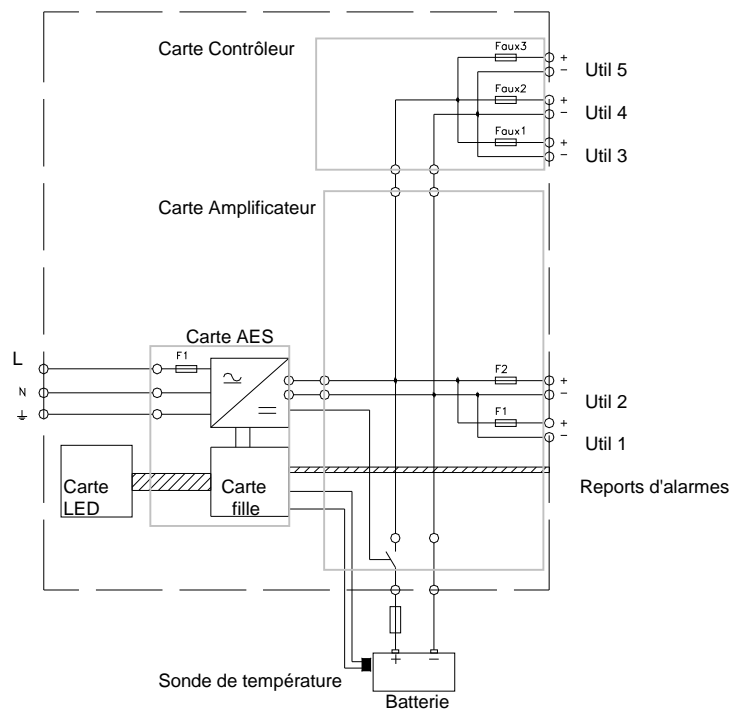 Carte Contrôleur
Faux3
+
Util 5
−
Faux2
+
Util 4
−
Faux1
+
Util 3
−
Carte Amplificateur
Carte AES
L
F1
N
F2
+
Util 2
−
F1
+
Util 1
−
Carte
LED
Carte
fille
Reports d'alarmes
+ −
Sonde de température
Batterie